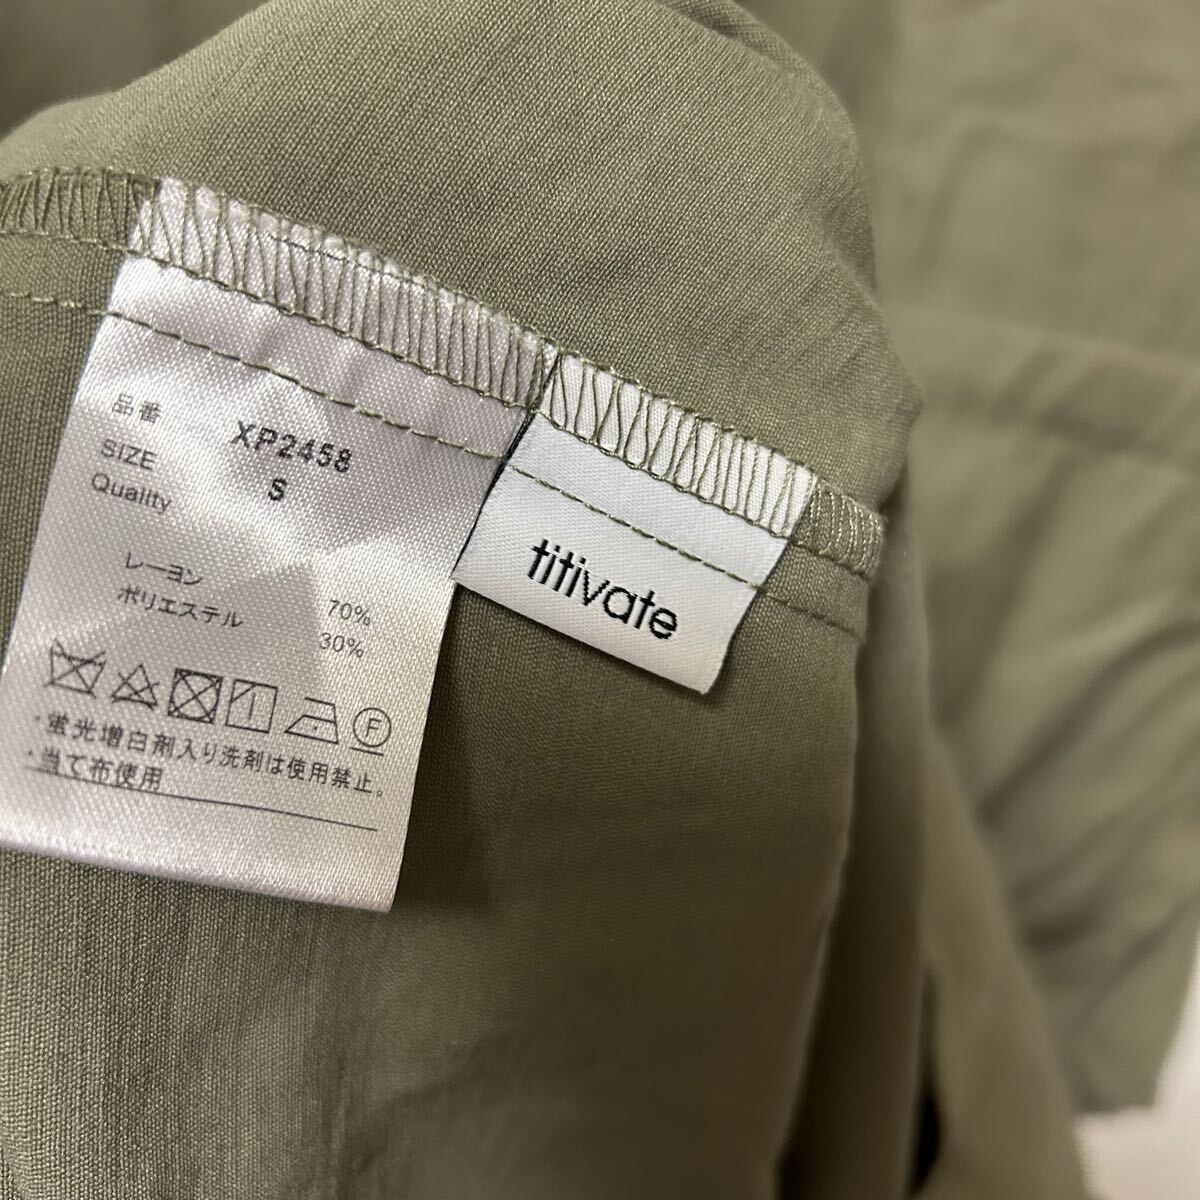 品番 XP2458
SIZE S
Quality
レーヨン 70%
ポリエステル 30%
F
・蛍光増白剤入り洗剤は使用禁止。
・当て布使用
titivate